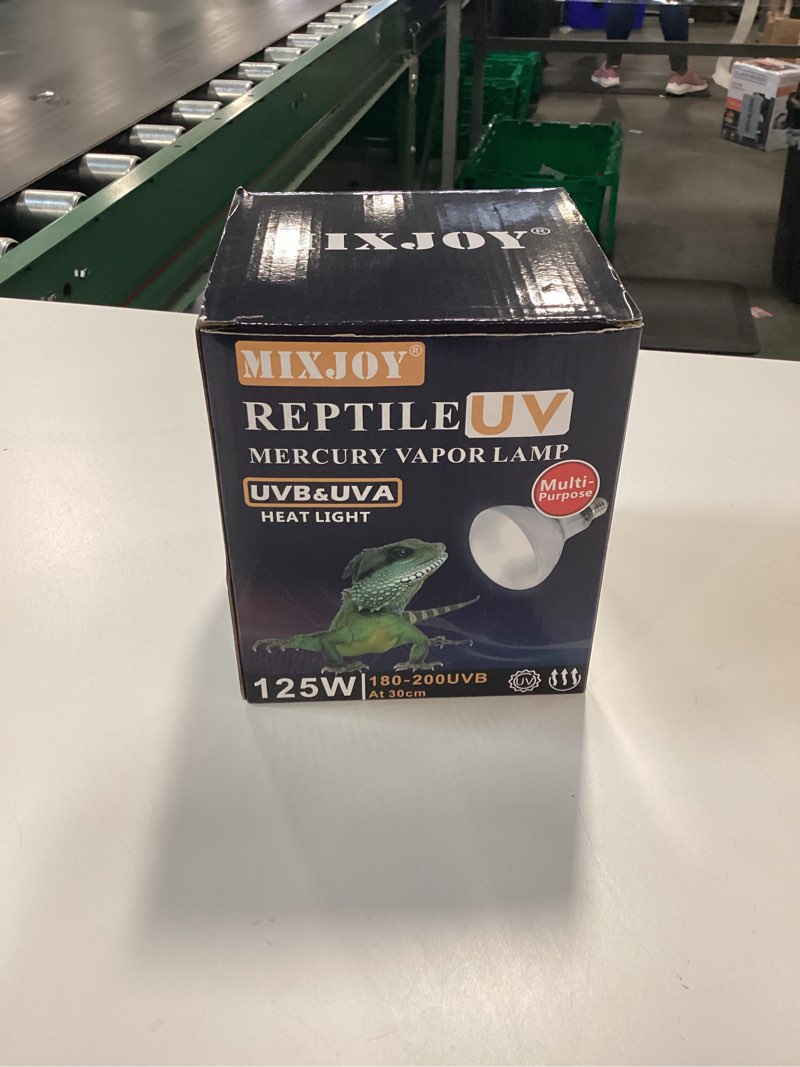 MIXJOY®
MIXJOY®
REPTILE UV
MERCURY VAPOR LAMP
UVB&UVA
HEAT LIGHT
Multi-
Purpose
125W
180-200UVB
At 30cm
UV